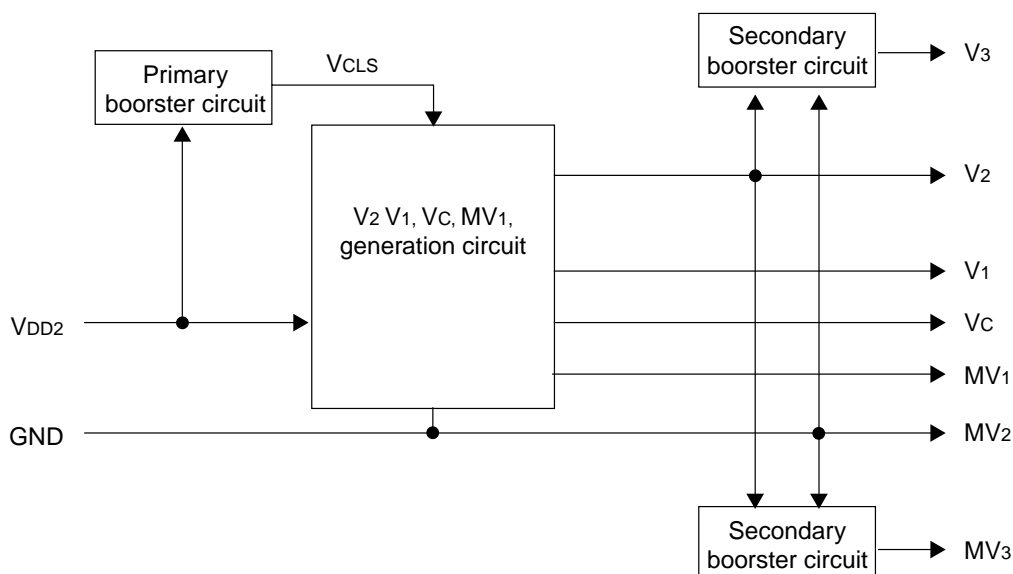 Primary
boorster circuit
VCLS
Secondary
boorster circuit
V3
V2
V2 V1, VC, MV1,
generation circuit
V1
VDD2
VC
MV1
GND
MV2
Secondary
boorster circuit
MV3